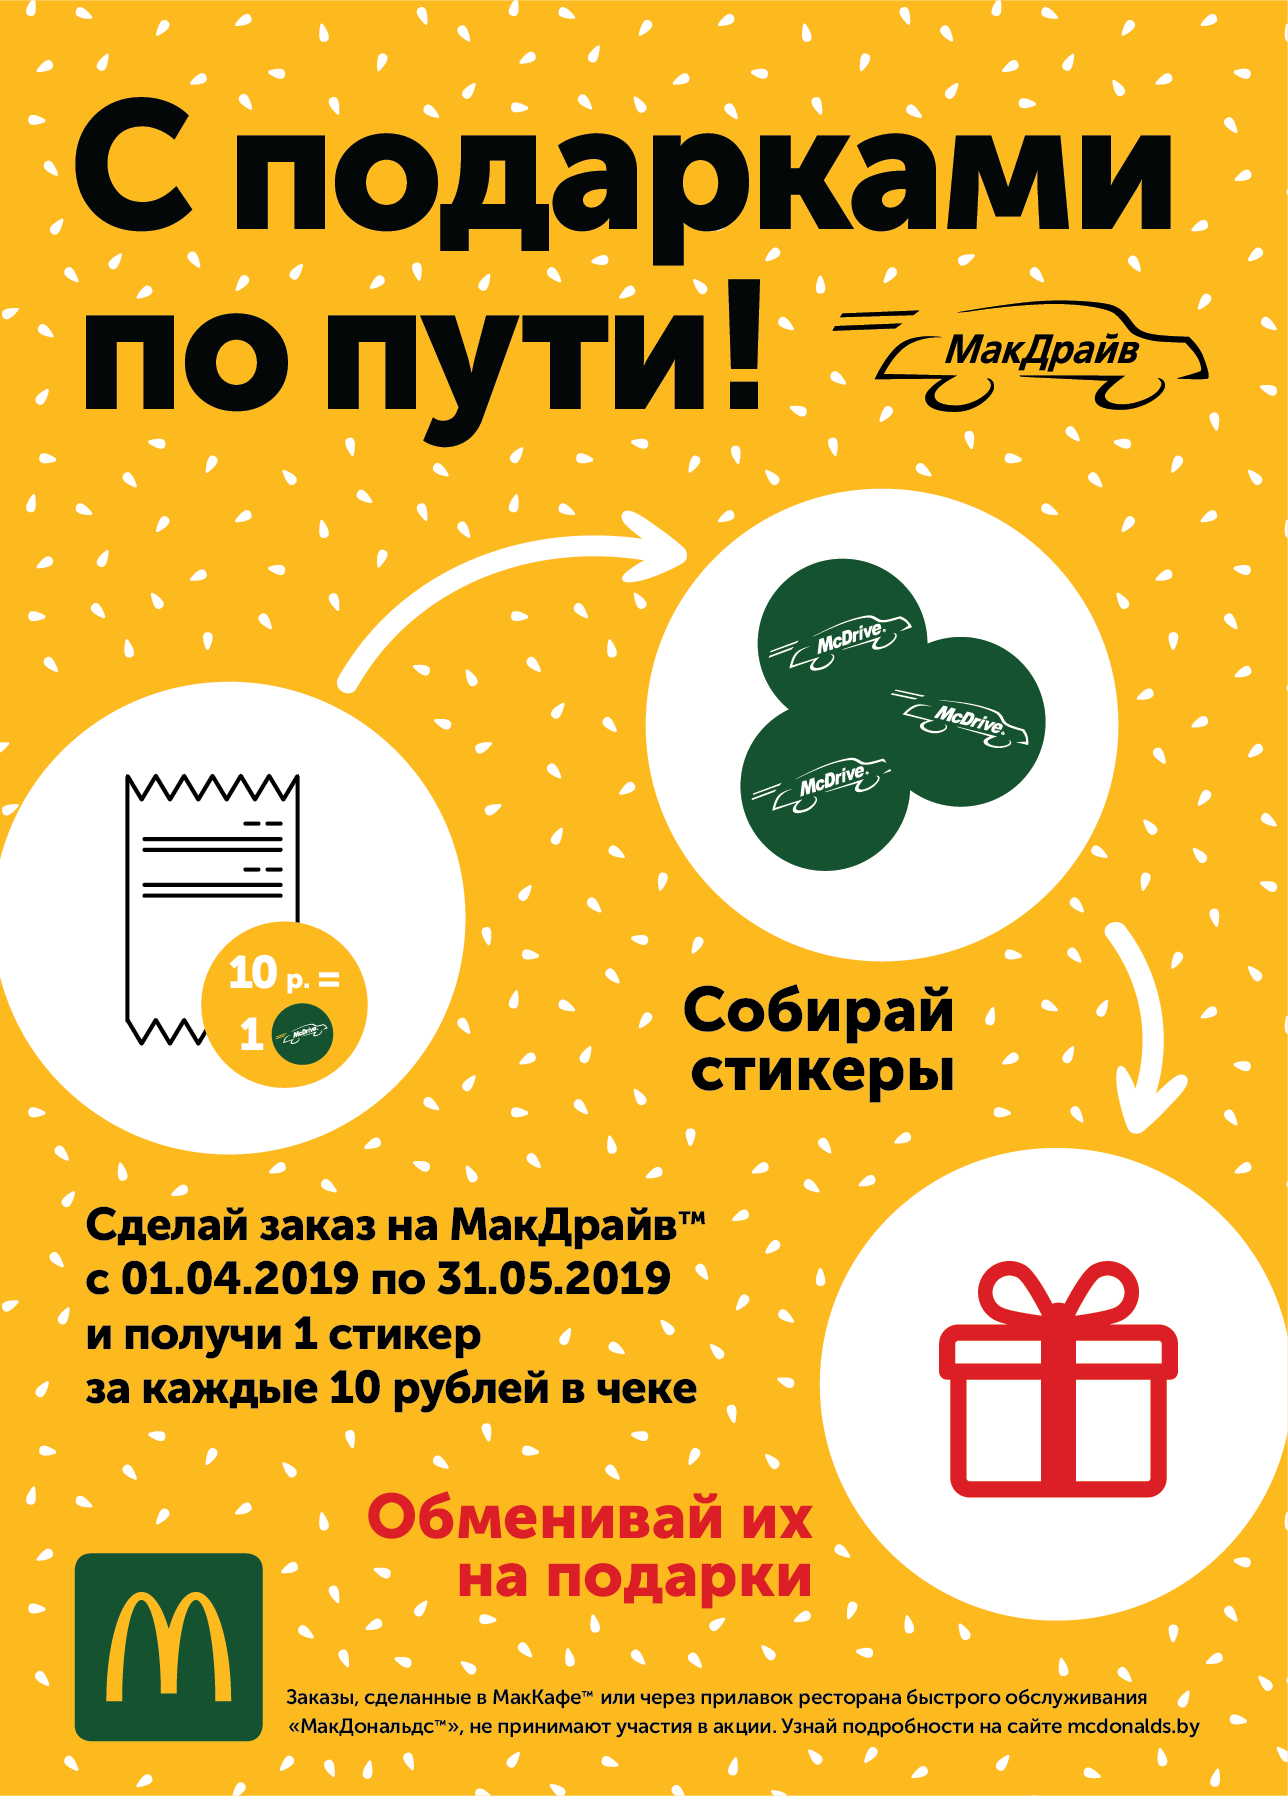 С подарками
по пути!
МакДрайв
McDrive®
McDrive®
McDrive®
10 р. =
1 McDrive
Собирай
стикеры
Сделай заказ на МакДрайв™
с 01.04.2019 по 31.05.2019
и получи 1 стикер
за каждые 10 рублей в чеке
Обменивай их
на подарки
Заказы, сделанные в МакКафе™ или через прилавок ресторана быстрого обслуживания
«МакДональдс™», не принимают участия в акции. Узнай подробности на сайте mcdonalds.by